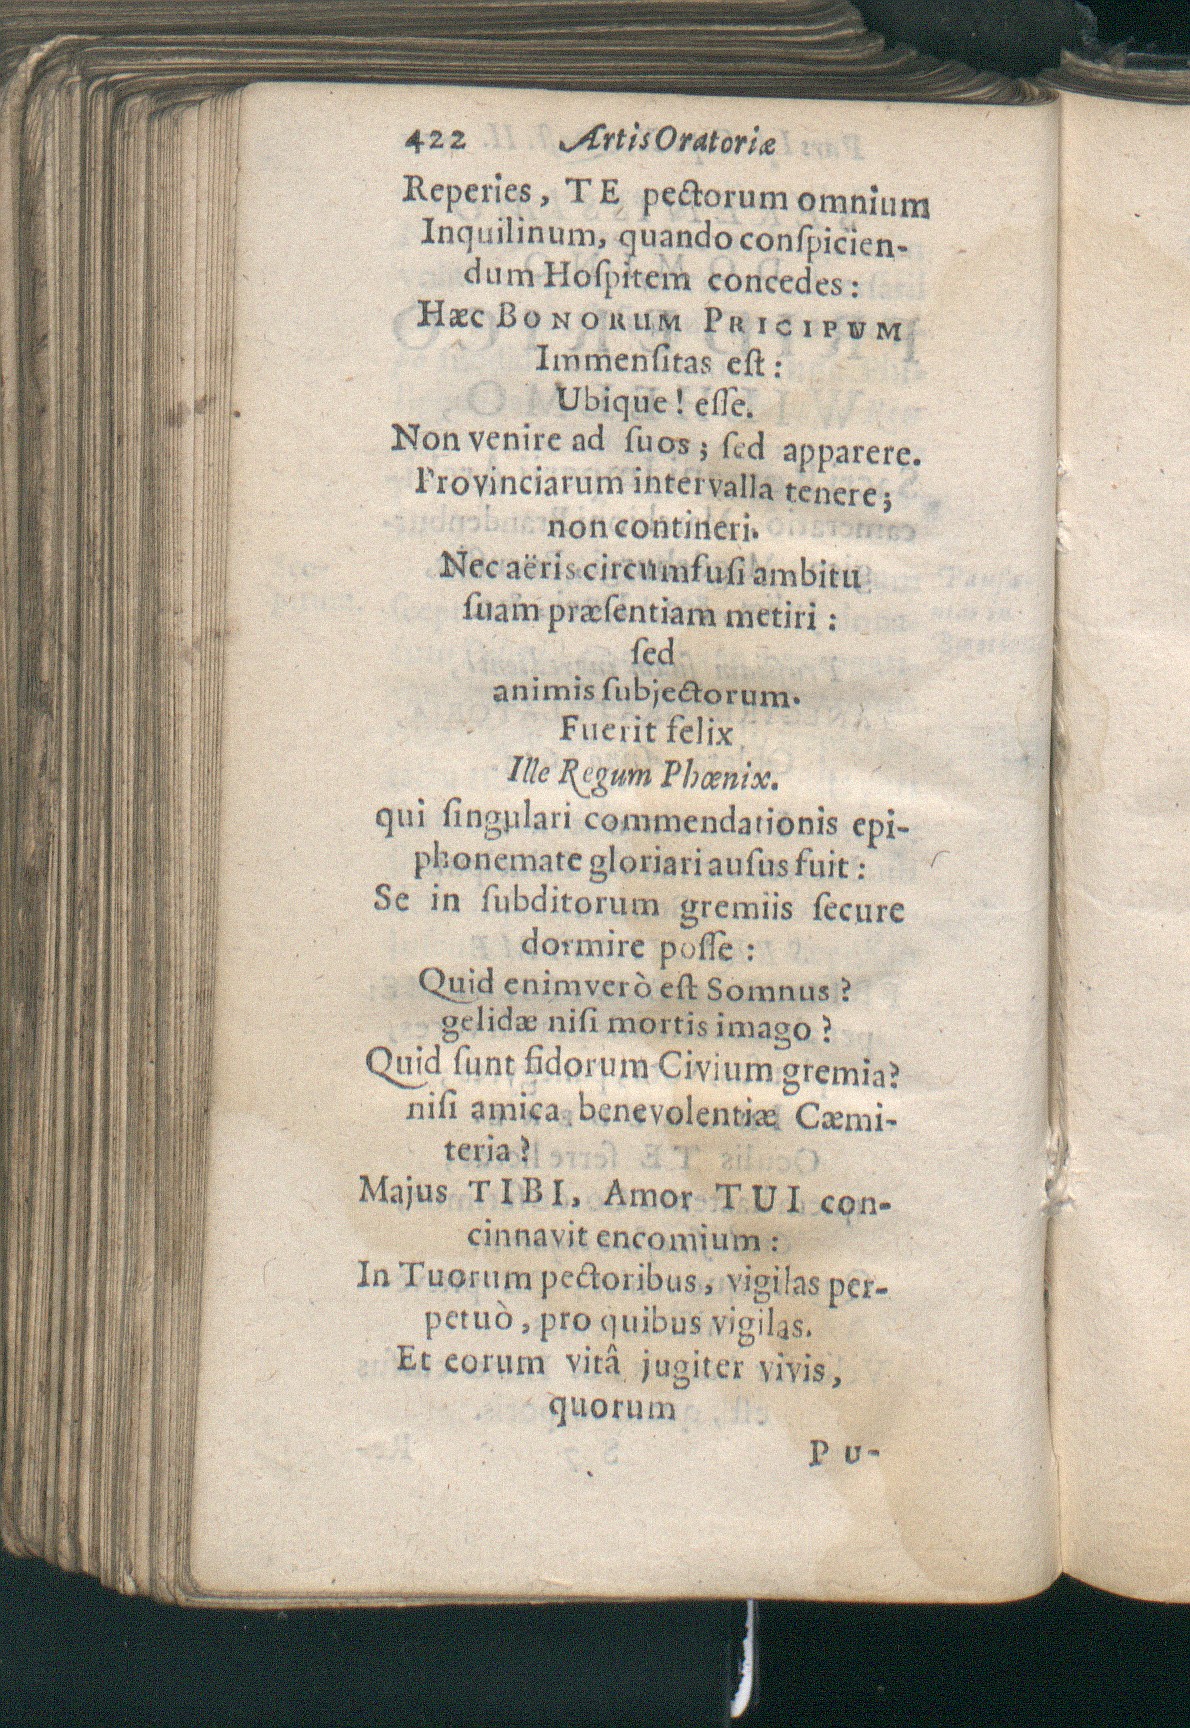 422 Artis Oratoriæ
Reperies, TE pectorum omnium
Inquilinum, quando conſpicien-
dum Hoſpitem concedes:
Hæc BONORUM PRICIPUM
Immenſitas eſt:
Ubique! eſſe.
Non venire ad ſuos; ſed apparere.
Provinciarum intervalla tenere;
non contineri.
Nec aëris circumfuſi ambitu
ſuam præſentiam metiri:
ſed
animis ſubjectorum.
Fuerit felix
Ille Regum Phœnix.
qui ſingulari commendationis epi-
phonemate gloriari auſus fuit:
Se in ſubditorum gremiis ſecure
dormire poſſe:
Quid enimverò eſt Somnus?
gelidæ niſi mortis imago?
Quid ſunt fidorum Civium gremia?
niſi amica benevolentiæ Cæmi-
teria?
Majus TIBI, Amor TUI con-
cinnavit encomium:
In Tuorum pectoribus, vigilas per-
petuò, pro quibus vigilas.
Et eorum vitâ jugiter vivis,
quorum
Pu-